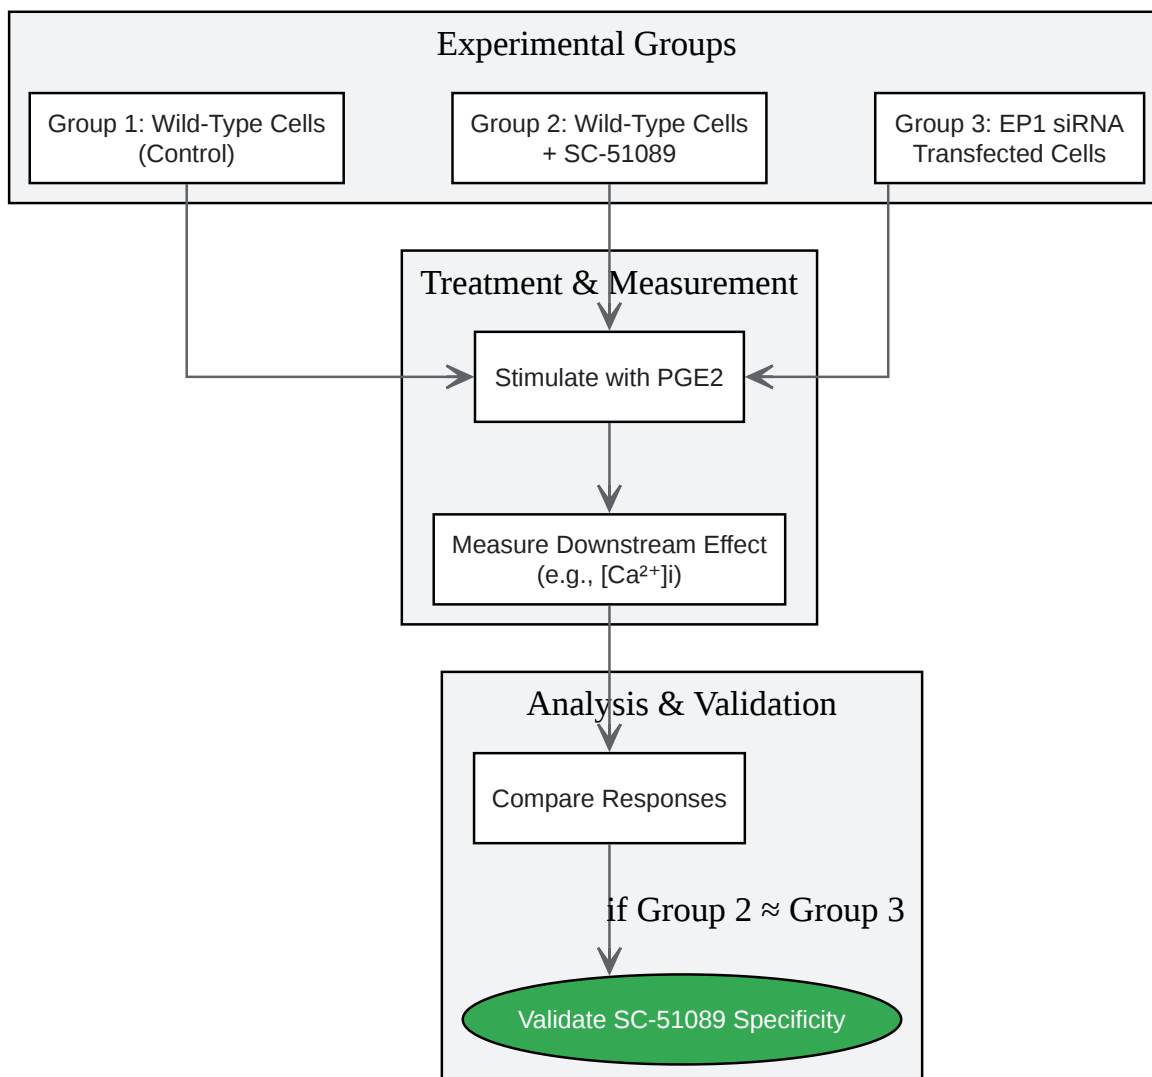 Experimental Groups
Group 1: Wild-Type Cells
(Control)
Group 2: Wild-Type Cells
+ SC-51089
Group 3: EP1 siRNA
Transfected Cells
Treatment & Measurement
Stimulate with PGE2
Measure Downstream Effect
(e.g., [Ca²⁺]i)
Analysis & Validation
Compare Responses
if Group 2 ≈ Group 3
Validate SC-51089 Specificity